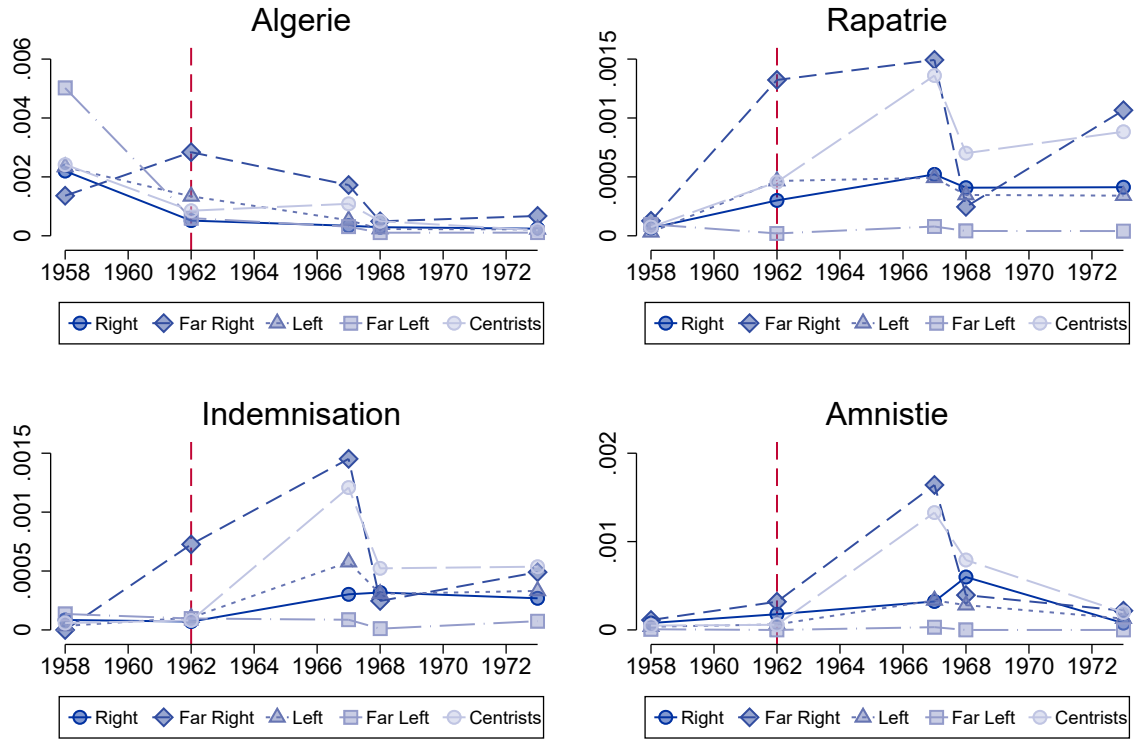 Algerie
.006
.004
.002
0
1958 1960 1962 1964 1966 1968 1970 1972
Right Far Right Left Far Left Centrists
Rapatrie
.0015
.001
.0005
0
1958 1960 1962 1964 1966 1968 1970 1972
Right Far Right Left Far Left Centrists
Indemnisation
.0015
.001
.0005
0
1958 1960 1962 1964 1966 1968 1970 1972
Right Far Right Left Far Left Centrists
Amnistie
.002
.001
0
1958 1960 1962 1964 1966 1968 1970 1972
Right Far Right Left Far Left Centrists